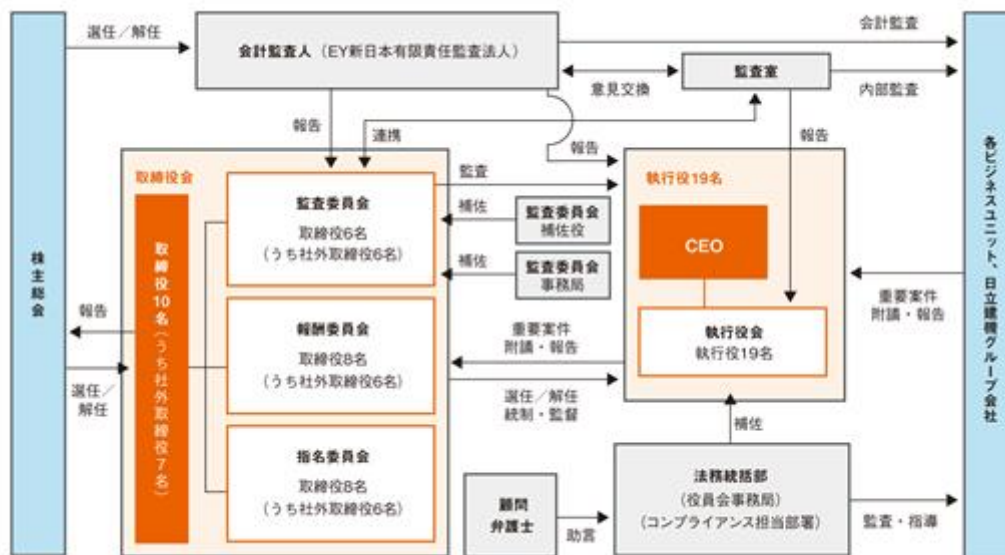 選任／解任
会計監査人（EY新日本有限責任監査法人）
会計監査
監査室
意見交換
内部監査
報告
連携
報告
報告
株主総会
取締役会
取締役10名（うち社外取締役7名）
監査委員会
取締役6名
（うち社外取締役6名）
監査
補佐
監査委員会
補佐役
補佐
監査委員会
事務局
執行役19名
CEO
執行役会
執行役19名
重要案件
附議・報告
各ビジネスユニット、日立建機グループ会社
報告
選任／
解任
報酬委員会
取締役8名
（うち社外取締役6名）
重要案件
附議・報告
選任／解任
統制・監督
補佐
指名委員会
取締役8名
（うち社外取締役6名）
顧問
弁護士
助言
法務統括部
（役員会事務局）
（コンプライアンス担当部署）
監査・指導